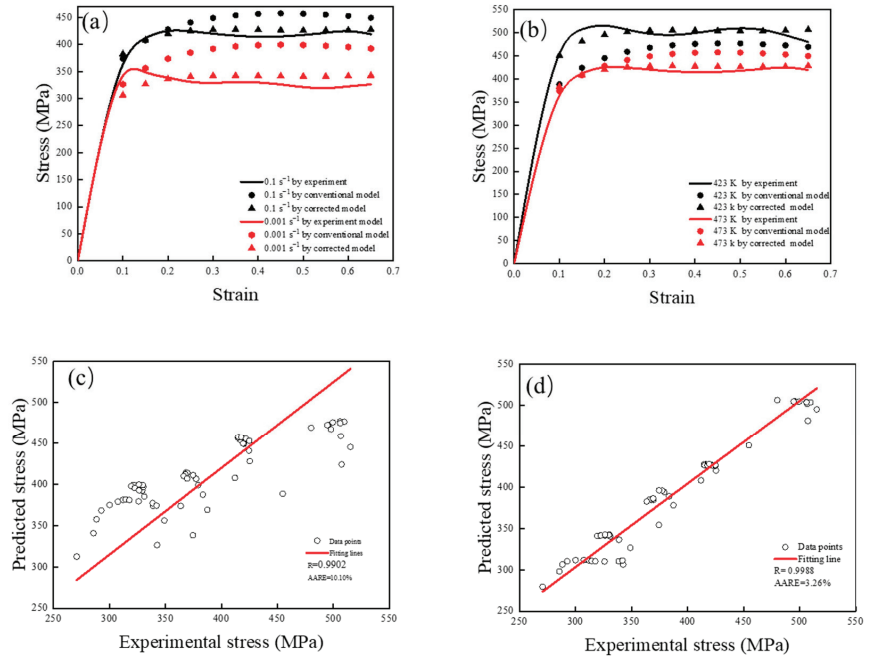 (a)
450
400
350
300
250
200
150
100
50
0
0.0 0.1 0.2 0.3 0.4 0.5 0.6 0.7
Stress (MPa)
Strain
0.1 s⁻¹ by experiment
0.1 s⁻¹ by conventional model
0.1 s⁻¹ by corrected model
0.001 s⁻¹ by experiment model
0.001 s⁻¹ by conventional model
0.001 s⁻¹ by corrected model
(b)
550
500
450
400
350
300
250
200
150
100
50
0
0.0 0.1 0.2 0.3 0.4 0.5 0.6 0.7
Stess (MPa)
Strain
423 K by experiment
423 K by conventional model
423 k by corrected model
473 K by experiment
473 K by conventional model
473 k by corrected model
(c)
550
500
450
400
350
300
250
250 300 350 400 450 500 550
Predicted stress (MPa)
Experimental stress (MPa)
Data points
Fitting lines
R=0.9902
AARE=10.10%
(d)
550
500
450
400
350
300
250
250 300 350 400 450 500 550
Predicted stress (MPa)
Experimental stress (MPa)
Data points
Fitting line
R= 0.9988
AARE=3.26%